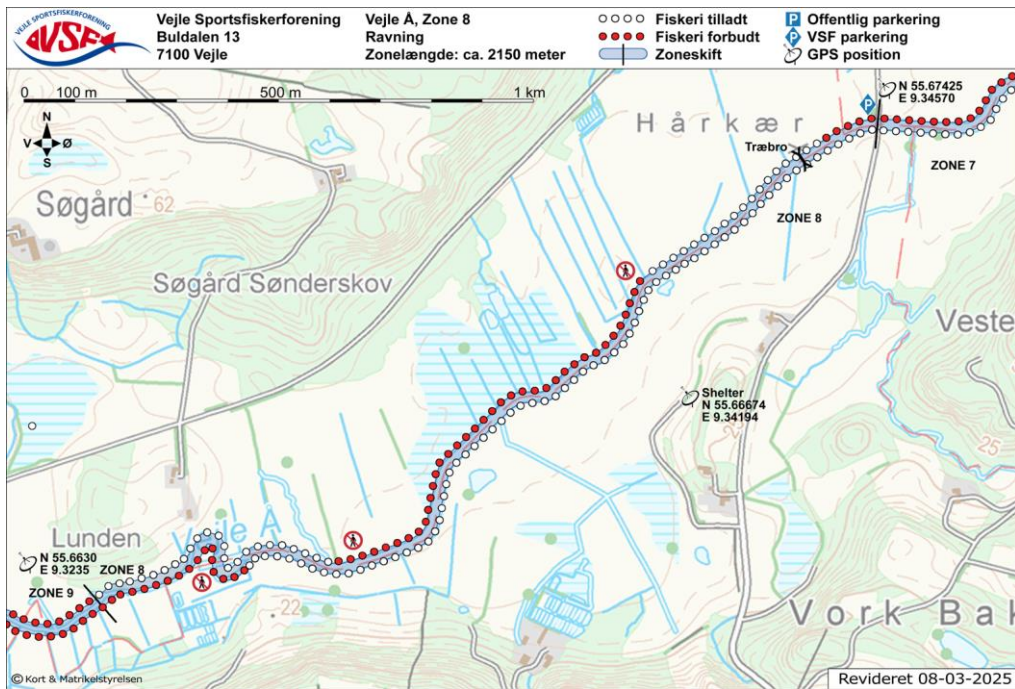 VEJLE SPORTSFISKERFORENING
VSF
Vejle Sportsfiskerforening
Buldalen 13
7100 Vejle
Vejle Å, Zone 8
Ravning
Zonelængde: ca. 2150 meter
Fiskeri tilladt
Fiskeri forbudt
Zoneskift
P Offentlig parkering
P VSF parkering
GPS position
0 100 m 500 m 1 km
N
V Ø
S
N 55.67425
E 9.34570
P
Hårkær
Træbro
ZONE 7
ZONE 8
Søgård
62
Søgård Sønderskov
Veste
Shelter
N 55.66674
E 9.34194
25
Vejle Å
Lunden
N 55.6630
E 9.3235
ZONE 8
ZONE 9
22
Vork Bak
© Kort & Matrikelstyrelsen
Revideret 08-03-2025